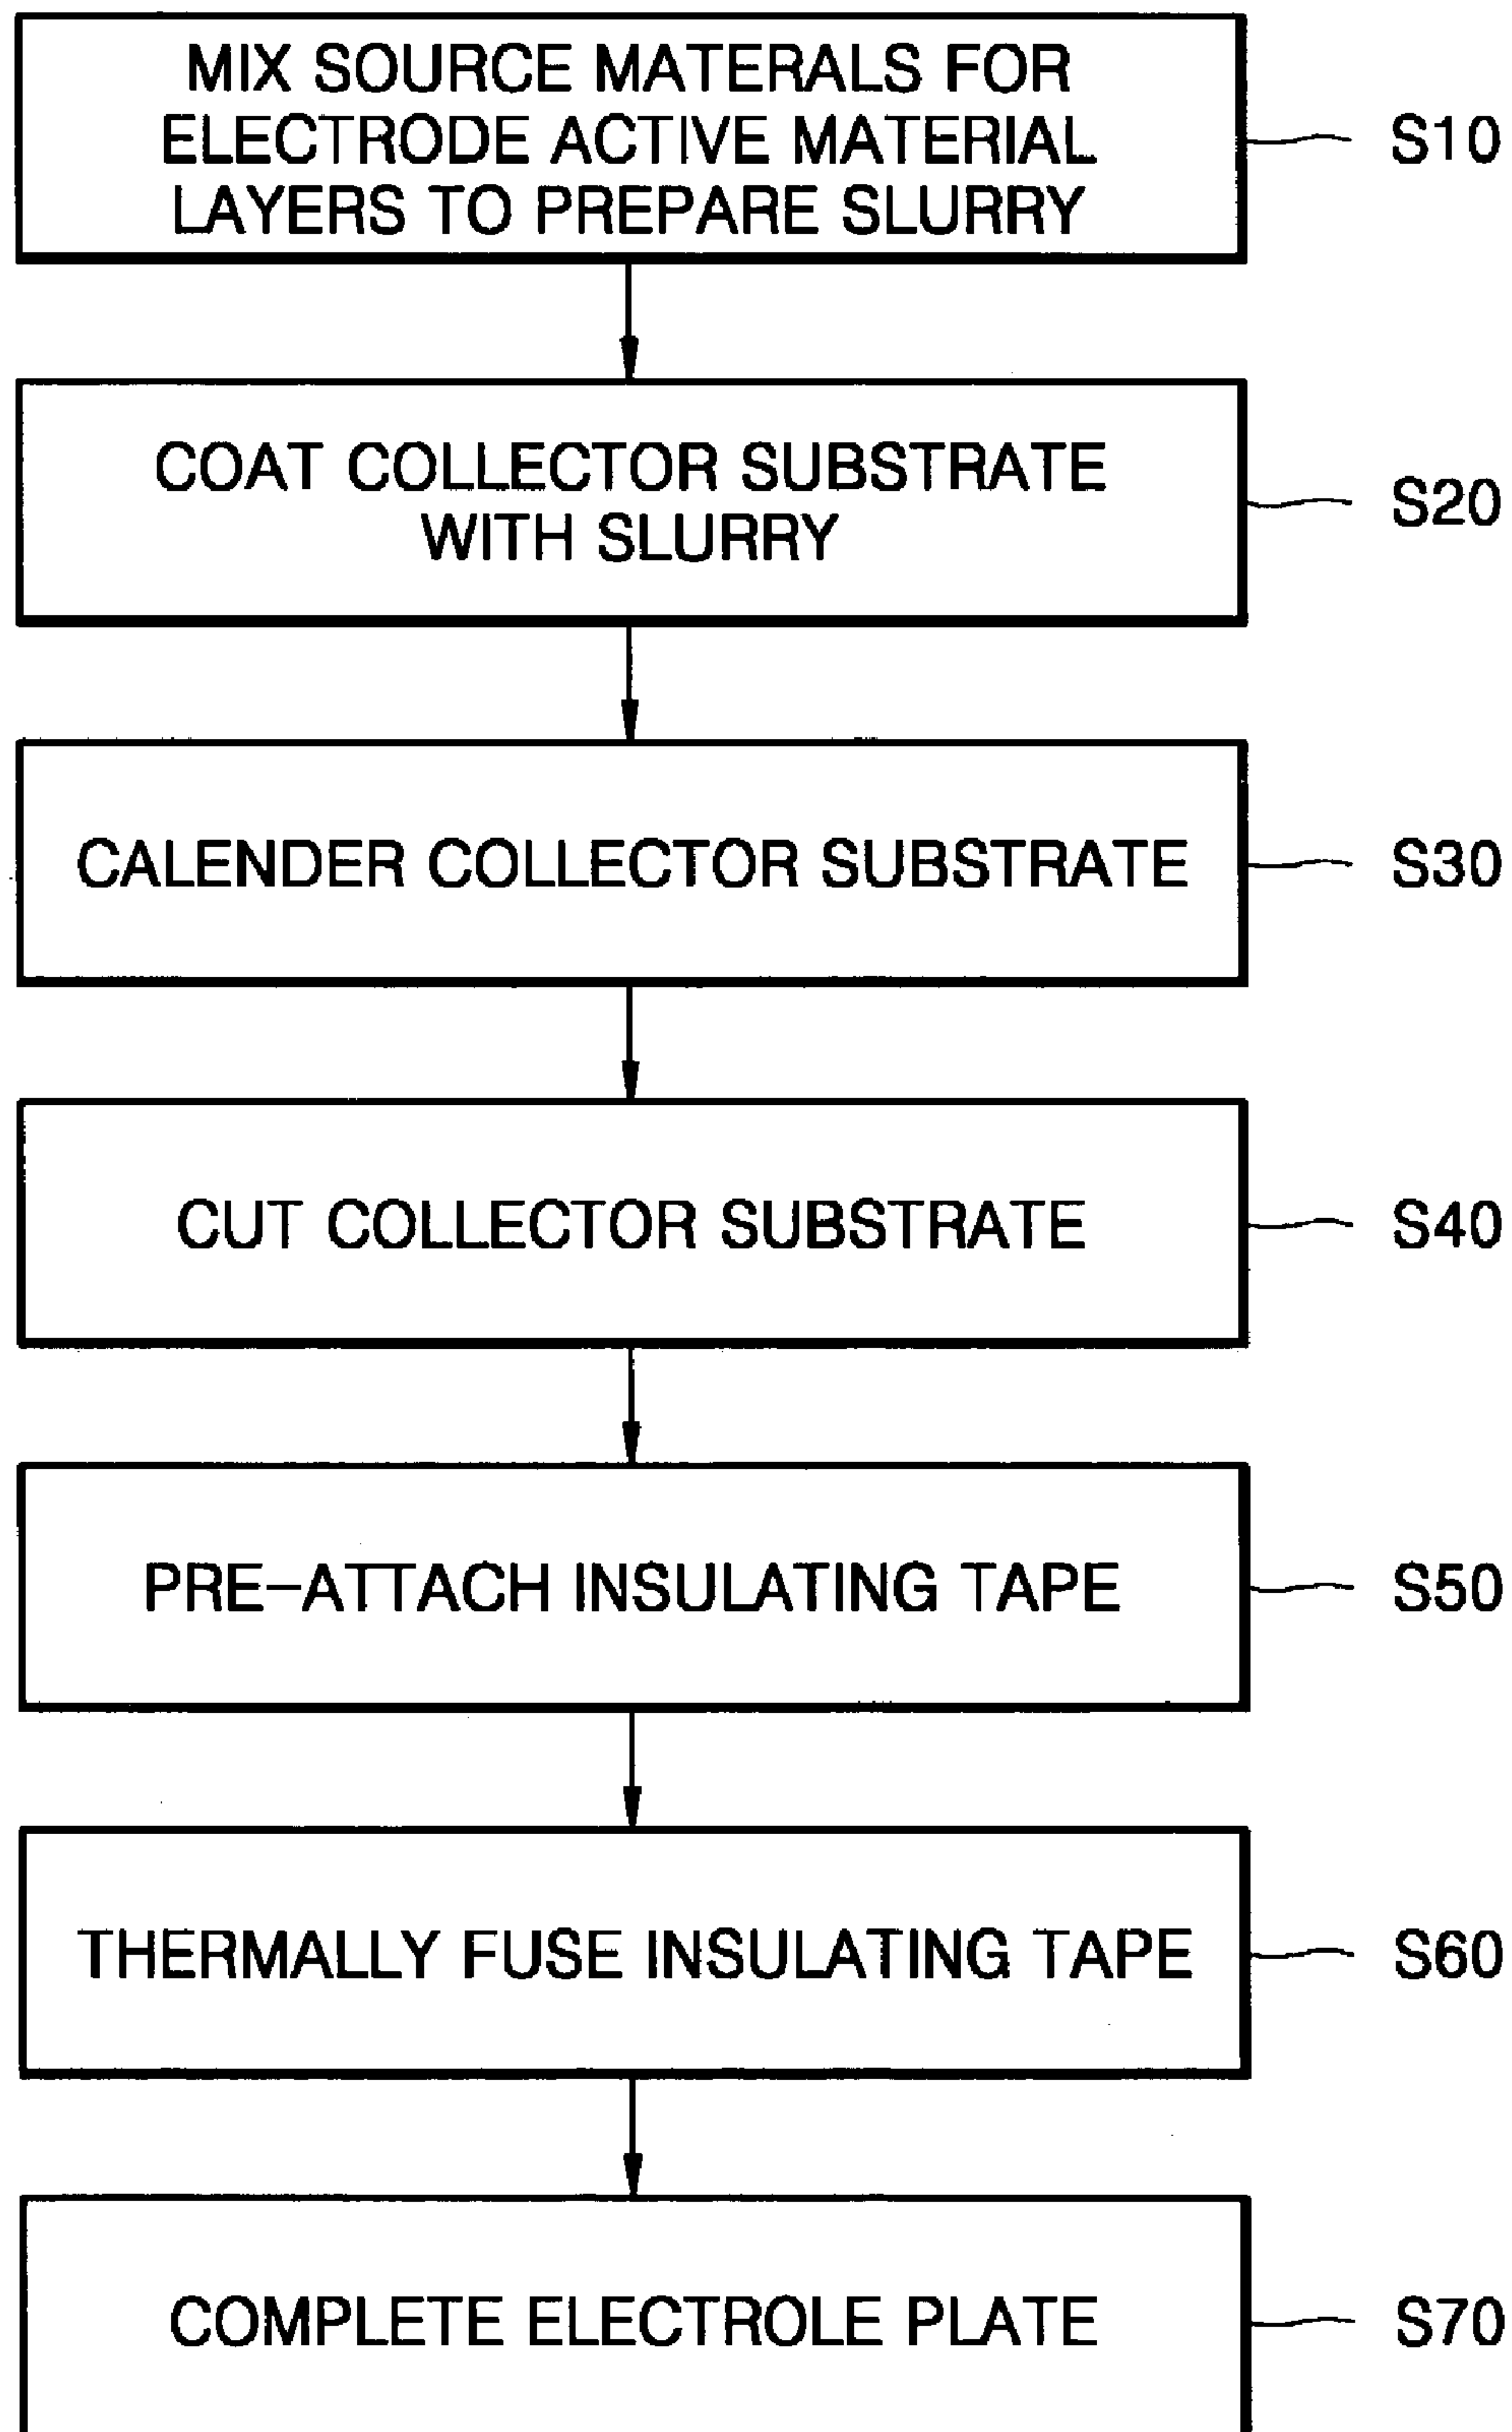 MIX SOURCE MATERALS FOR
ELECTRODE ACTIVE MATERIAL
LAYERS TO PREPARE SLURRY
S10
COAT COLLECTOR SUBSTRATE
WITH SLURRY
S20
CALENDER COLLECTOR SUBSTRATE
S30
CUT COLLECTOR SUBSTRATE
S40
PRE-ATTACH INSULATING TAPE
S50
THERMALLY FUSE INSULATING TAPE
S60
COMPLETE ELECTROLE PLATE
S70